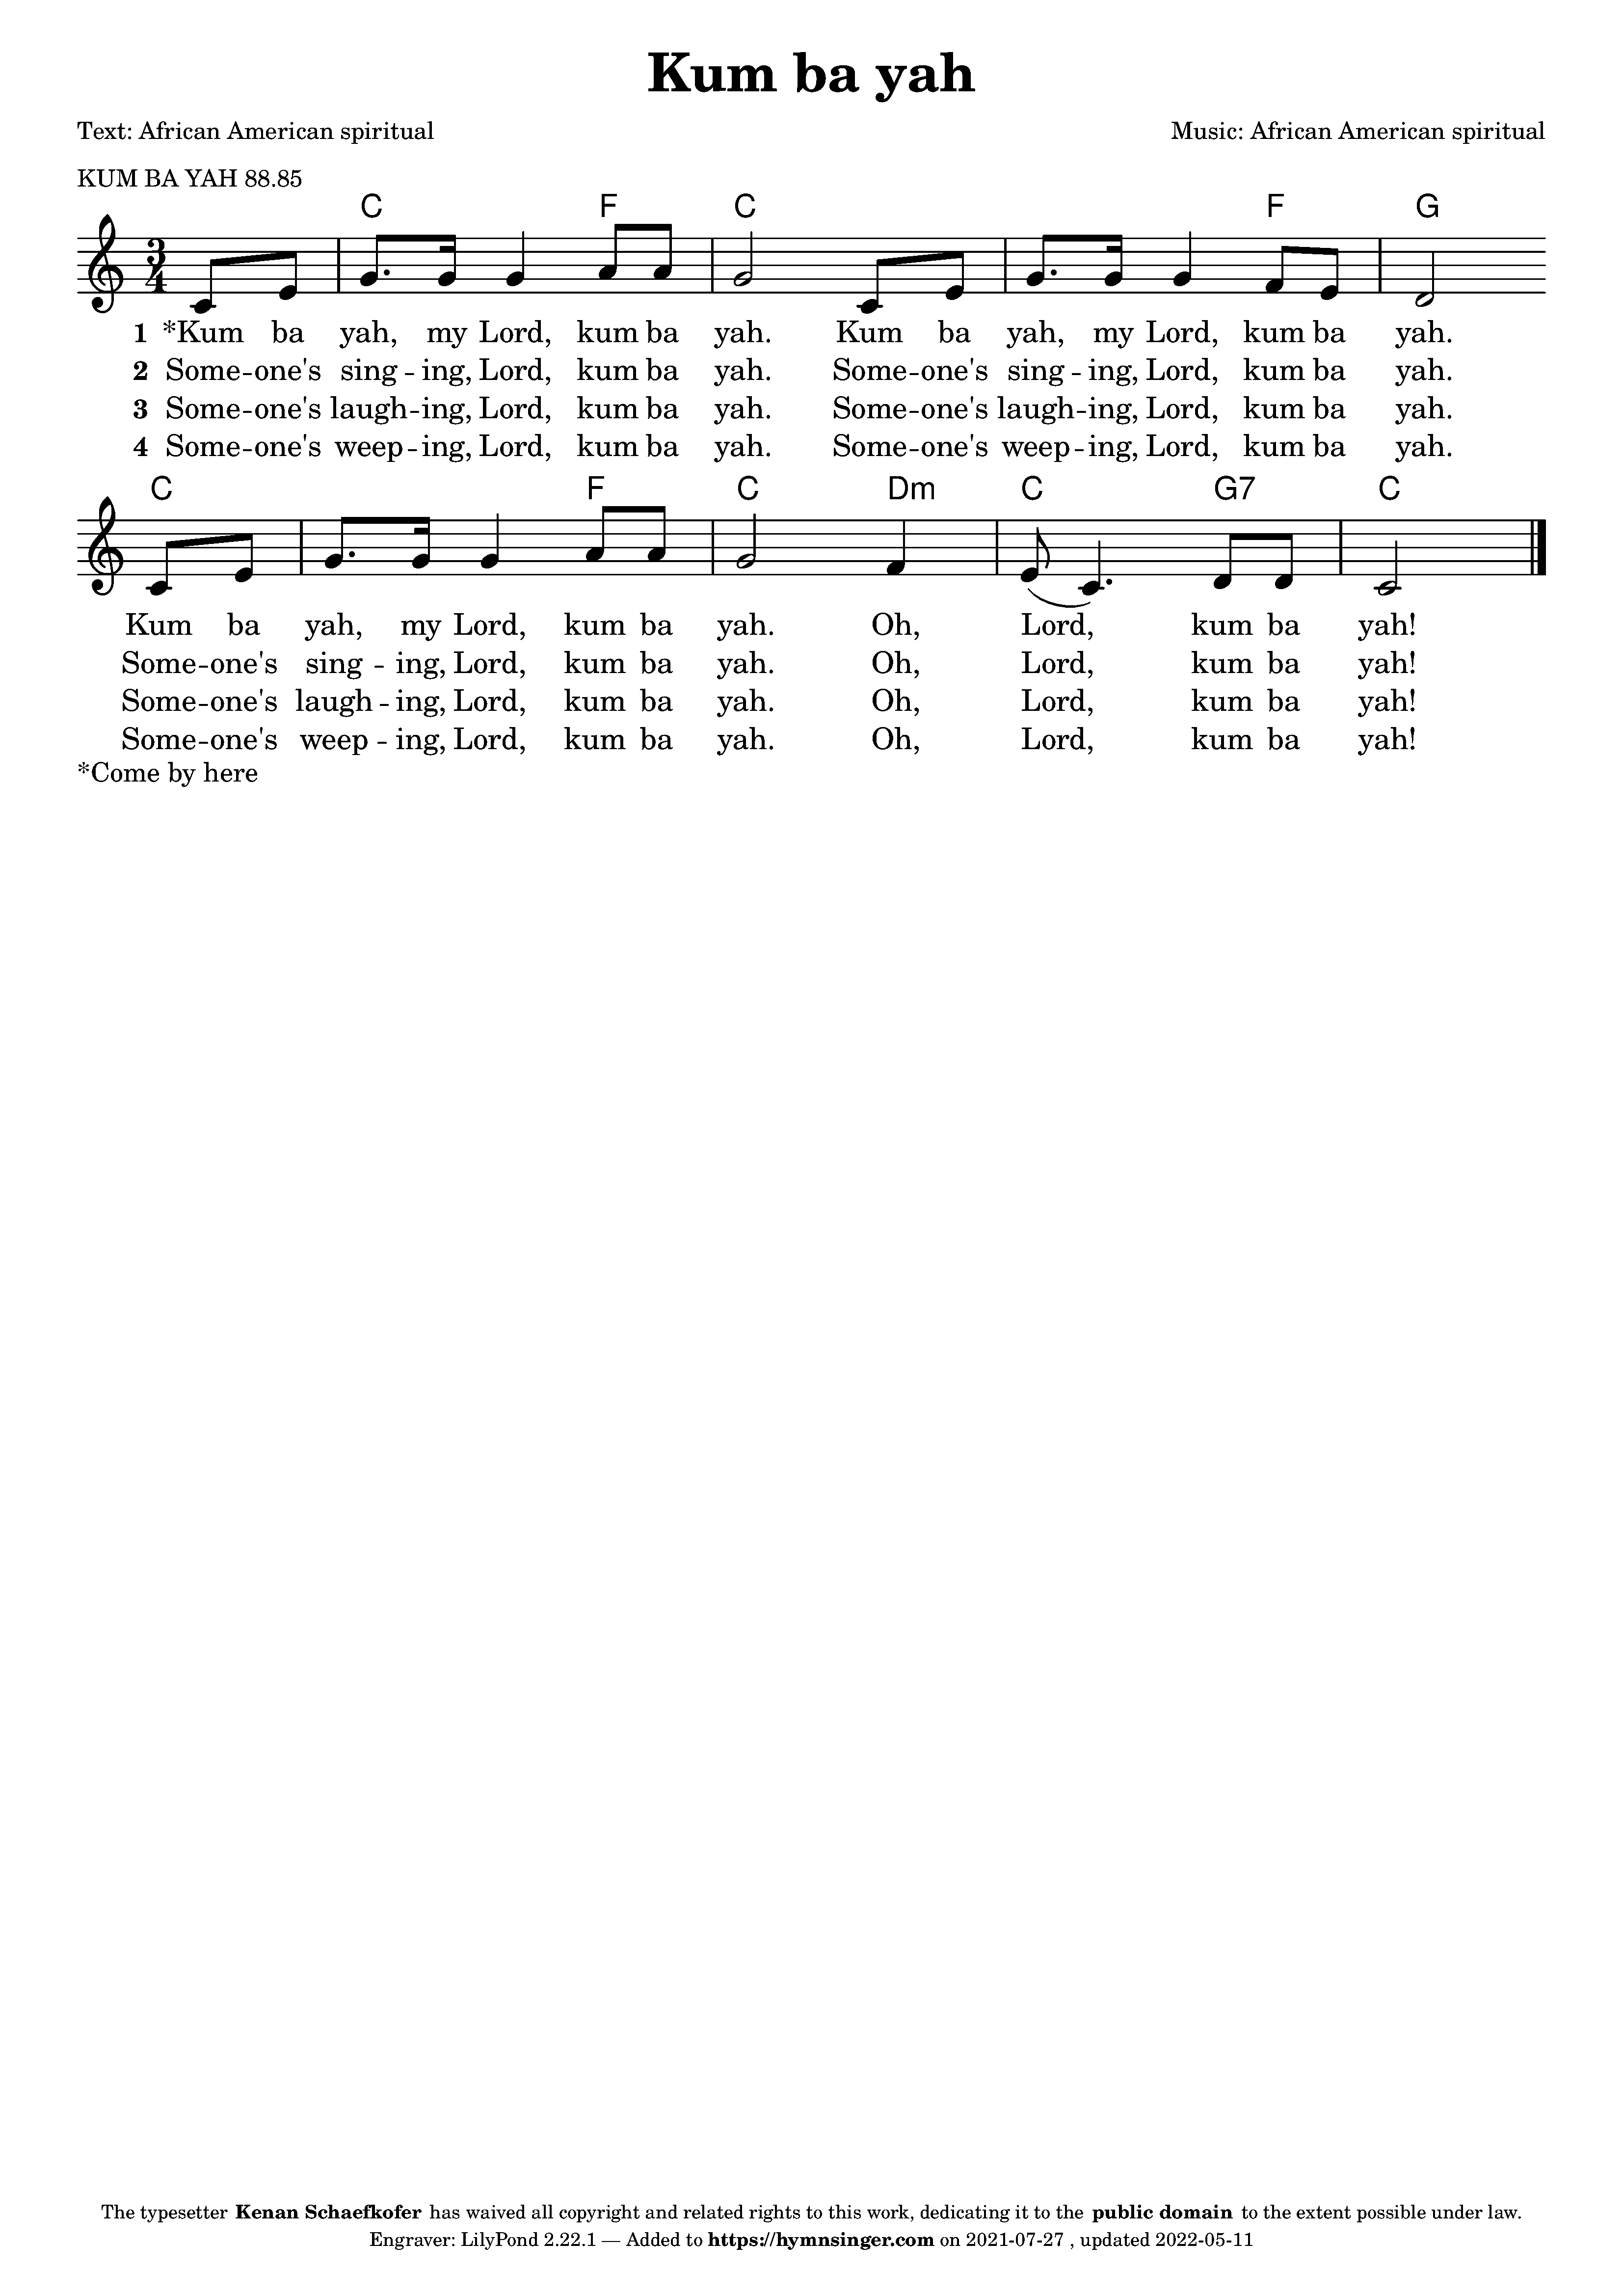 Kum ba yah
Text: African American spiritual Music: African American spiritual
KUM BA YAH 88.85
C F C F G
3
4
1 *Kum ba yah, my Lord, kum ba yah. Kum ba yah, my Lord, kum ba yah.
2 Some -- one's sing -- ing, Lord, kum ba yah. Some -- one's sing -- ing, Lord, kum ba yah.
3 Some -- one's laugh -- ing, Lord, kum ba yah. Some -- one's laugh -- ing, Lord, kum ba yah.
4 Some -- one's weep -- ing, Lord, kum ba yah. Some -- one's weep -- ing, Lord, kum ba yah.
C F C Dm C G7 C
Kum ba yah, my Lord, kum ba yah. Oh, Lord, kum ba yah!
Some -- one's sing -- ing, Lord, kum ba yah. Oh, Lord, kum ba yah!
Some -- one's laugh -- ing, Lord, kum ba yah. Oh, Lord, kum ba yah!
Some -- one's weep -- ing, Lord, kum ba yah. Oh, Lord, kum ba yah!
*Come by here
The typesetter Kenan Schaefkofer has waived all copyright and related rights to this work, dedicating it to the public domain to the extent possible under law.
Engraver: LilyPond 2.22.1 — Added to https://hymnsinger.com on 2021-07-27 , updated 2022-05-11